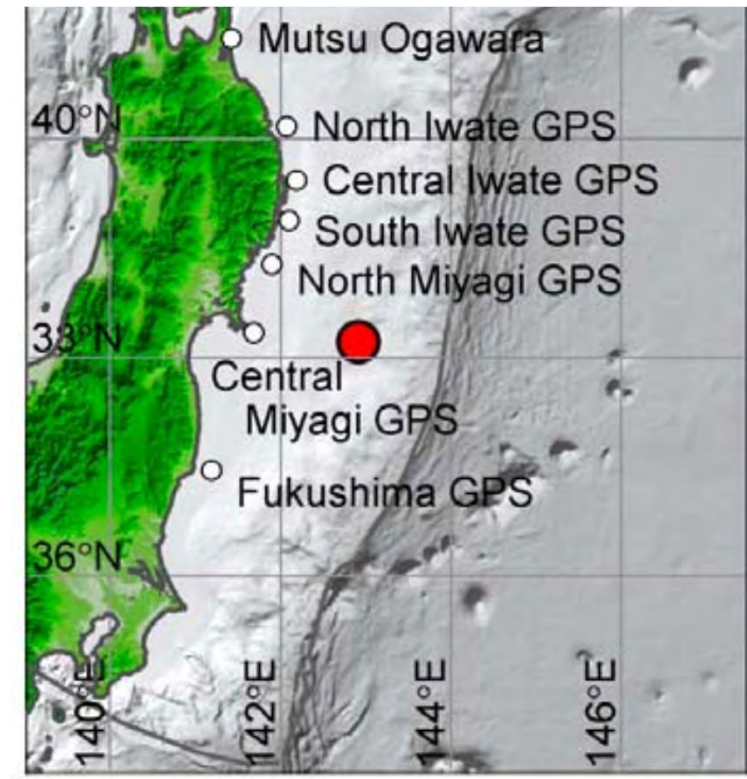 Mutsu Ogawara
40°N
North Iwate GPS
Central Iwate GPS
South Iwate GPS
North Miyagi GPS
33°N
Central
Miyagi GPS
Fukushima GPS
36°N
140°E
142°E
144°E
146°E